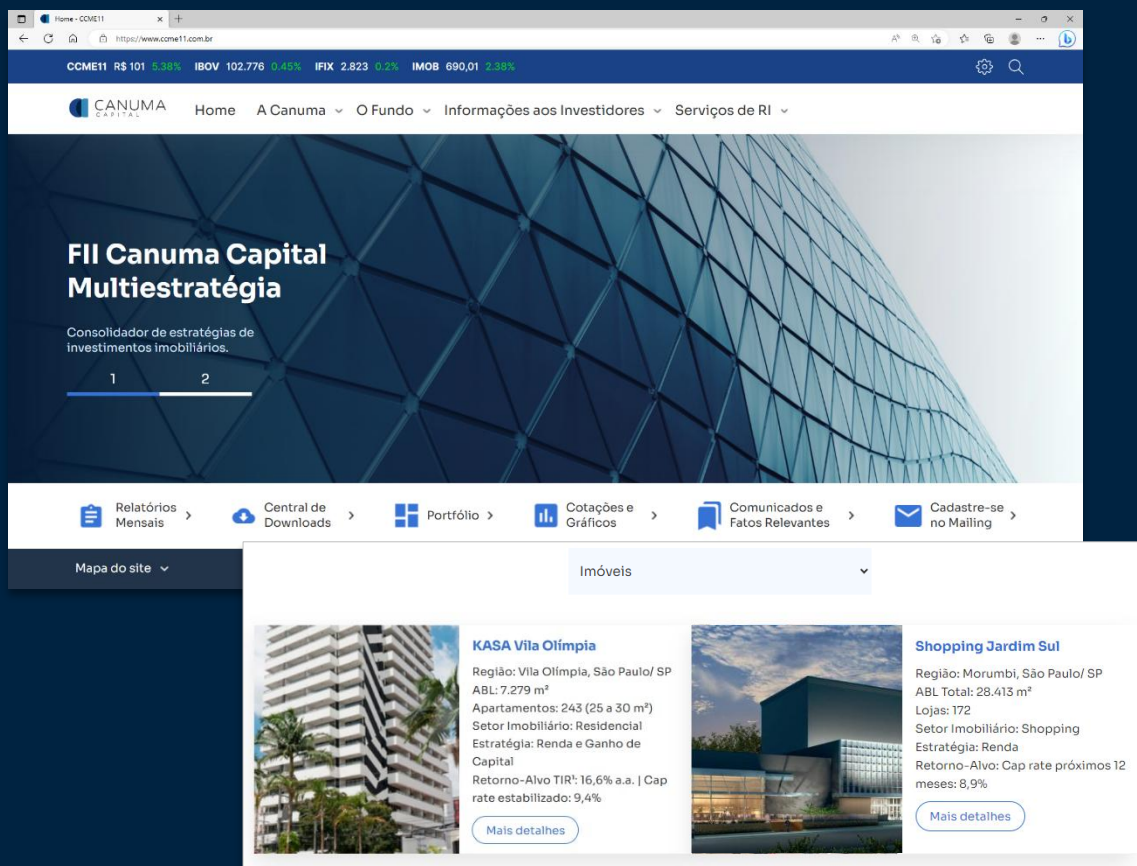 Home - CCME11
https://www.ccme11.com.br
CCME11 R$ 101 5.38% IBOV 102.776 0.45% IFIX 2.823 0.2% IMOB 690,01 2.38%
CANUMA
CAPITAL
Home A Canuma O Fundo Informações aos Investidores Serviços de RI
FII Canuma Capital
Multiestratégia
Consolidador de estratégias de
investimentos imobiliários.
1 2
Relatórios
Mensais
Central de
Downloads
Portfólio
Cotações e
Gráficos
Comunicados e
Fatos Relevantes
Cadastre-se
no Mailing
Mapa do site
Imóveis
KASA Vila Olímpia
Região: Vila Olímpia, São Paulo/ SP
ABL: 7.279 m²
Apartamentos: 243 (25 a 30 m²)
Setor Imobiliário: Residencial
Estratégia: Renda e Ganho de
Capital
Retorno-Alvo TIR¹: 16,6% a.a. | Cap
rate estabilizado: 9,4%
Mais detalhes
Shopping Jardim Sul
Região: Morumbi, São Paulo/ SP
ABL Total: 28.413 m²
Lojas: 172
Setor Imobiliário: Shopping
Estratégia: Renda
Retorno-Alvo: Cap rate próximos 12
meses: 8,9%
Mais detalhes